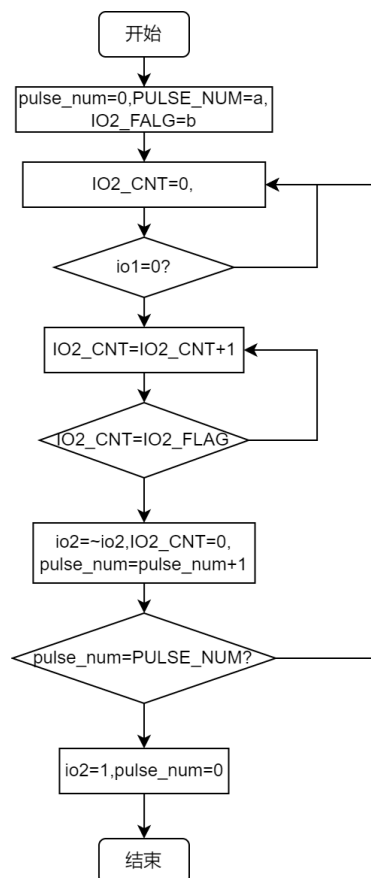 开始
pulse_num=0,PULSE_NUM=a,
IO2_FALG=b
IO2_CNT=0,
io1=0?
IO2_CNT=IO2_CNT+1
IO2_CNT=IO2_FLAG
io2=~io2,IO2_CNT=0,
pulse_num=pulse_num+1
pulse_num=PULSE_NUM?
io2=1,pulse_num=0
结束